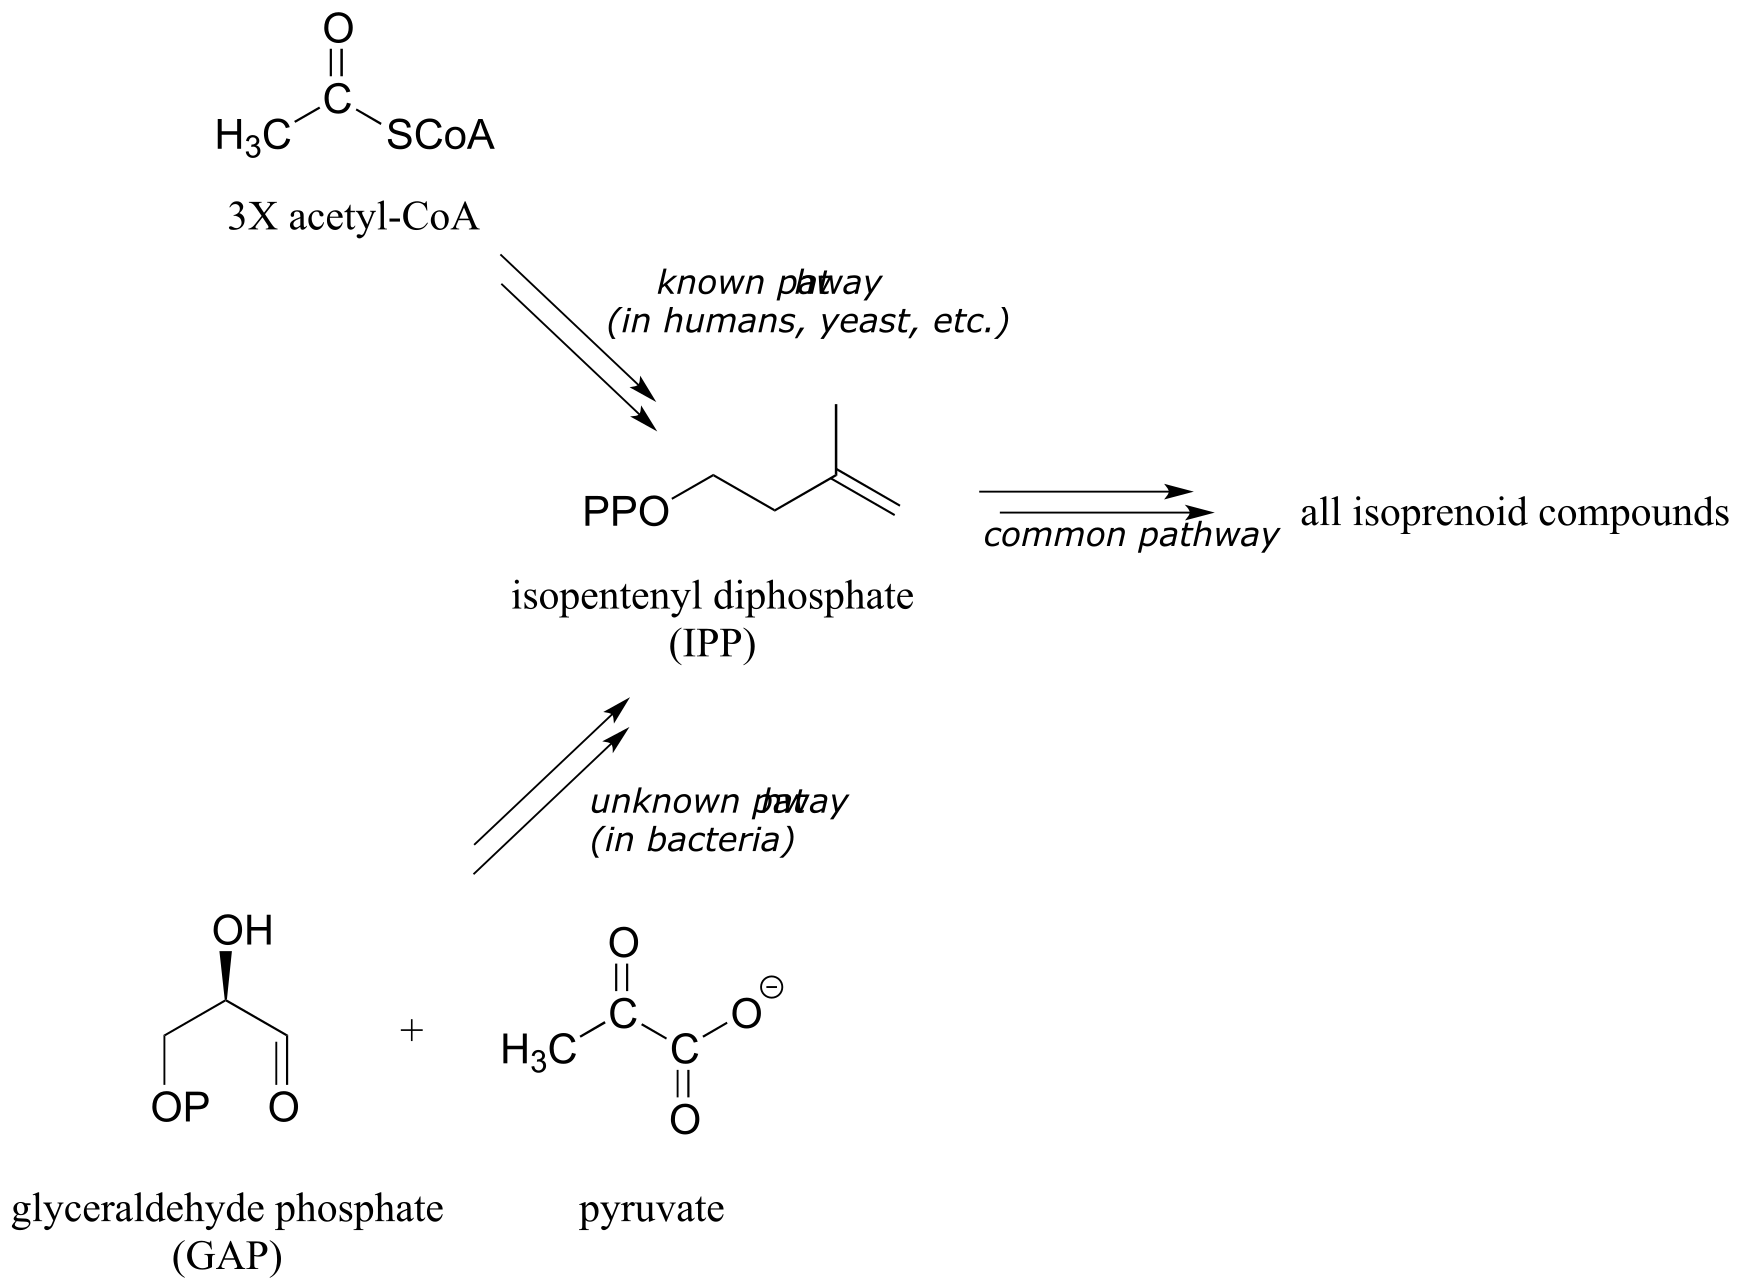 O
C
H₃C
SCoA
3X acetyl-CoA
known pathway
(in humans, yeast, etc.)
PPO
common pathway
all isoprenoid compounds
isopentenyl diphosphate
(IPP)
unknown pathway
(in bacteria)
OH
O
O⊖
C
+
H₃C
C
OP
O
O
glyceraldehyde phosphate
(GAP)
pyruvate